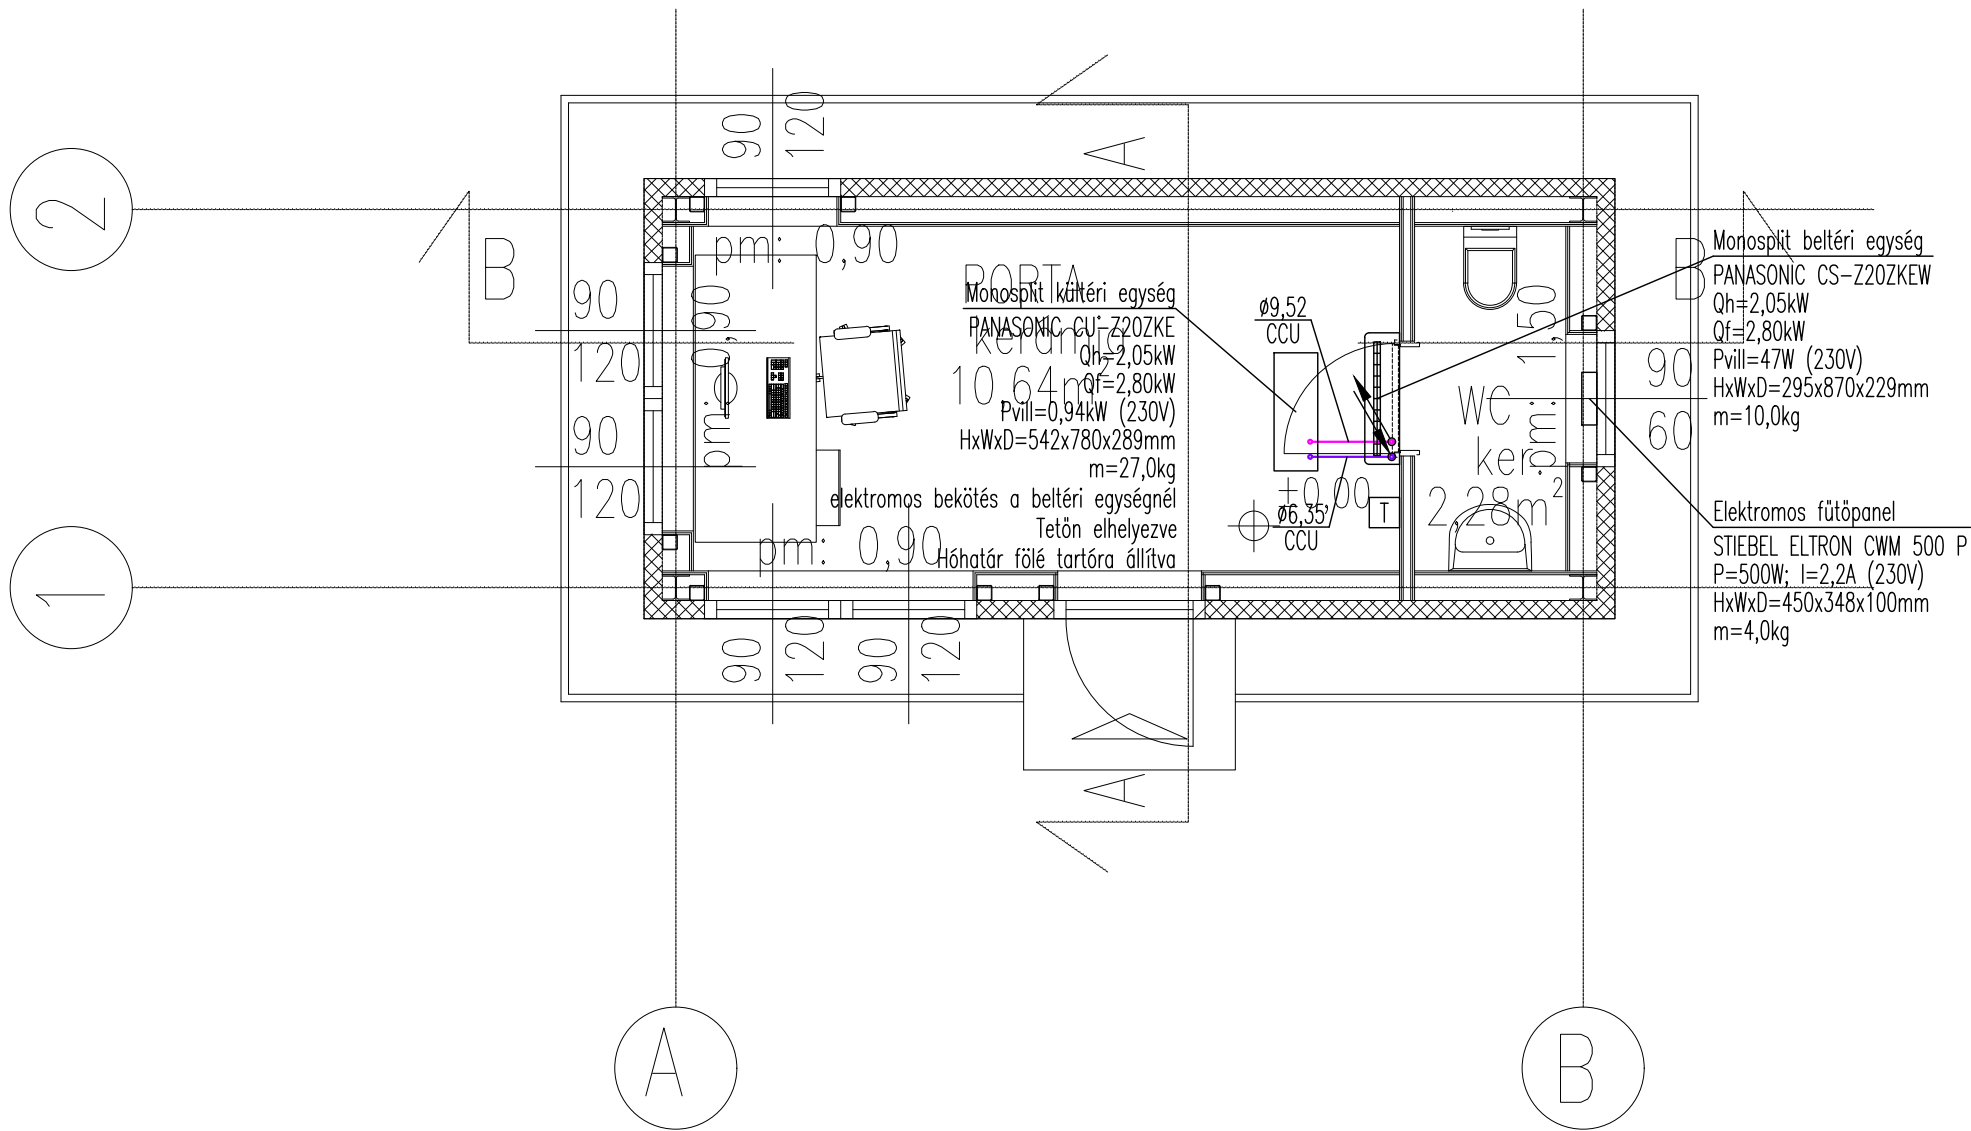 90
120
A
2
B
pm: 0,90
90
120
90
120
pm: 0,90
PORTA
kerámia
10,64m²
Monosplit kültéri egység
PANASONIC CU-Z20ZKE
Qh=2,05kW
Qf=2,80kW
Pvill=0,94kW (230V)
HxWxD=542x780x289mm
m=27,0kg
elektromos bekötés a beltéri egységnél
Tetőn elhelyezve
Hóhatár fölé tartóra állítva
pm: 0,90
ø9,52
CCU
±0,00
ø6,35
CCU
T
WC
ker.
2,28m²
pm: 1,50
90
60
B
Monosplit beltéri egység
PANASONIC CS-Z20ZKEW
Qh=2,05kW
Qf=2,80kW
Pvill=47W (230V)
HxWxD=295x870x229mm
m=10,0kg
Elektromos fűtőpanel
STIEBEL ELTRON CWM 500 P
P=500W; I=2,2A (230V)
HxWxD=450x348x100mm
m=4,0kg
1
90
120
90
120
A
A
B